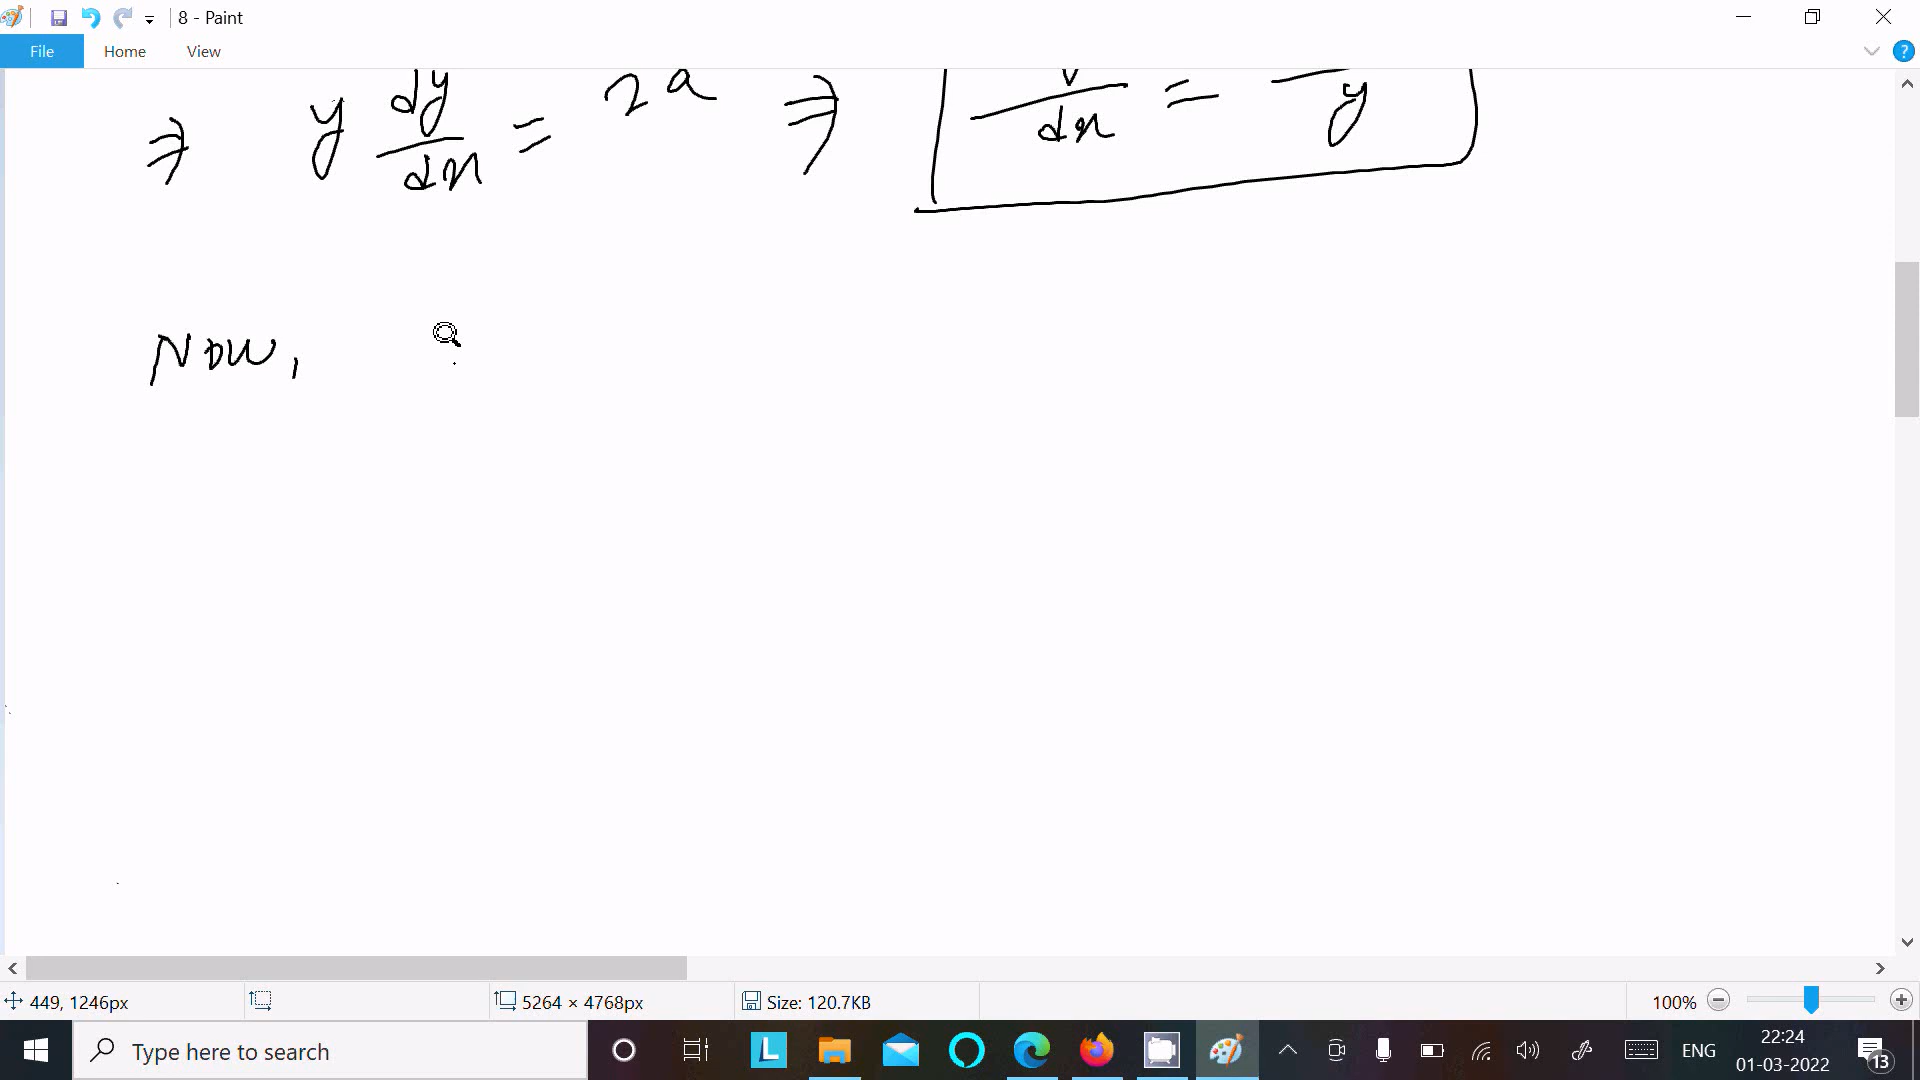 8 - Paint
File Home View
⇒ y dy/dx = 2a ⇒ /dx = /y
Now,
449, 1246px
5264 × 4768px
Size: 120.7KB
100%
Type here to search
L
ENG
22:24
01-03-2022
13